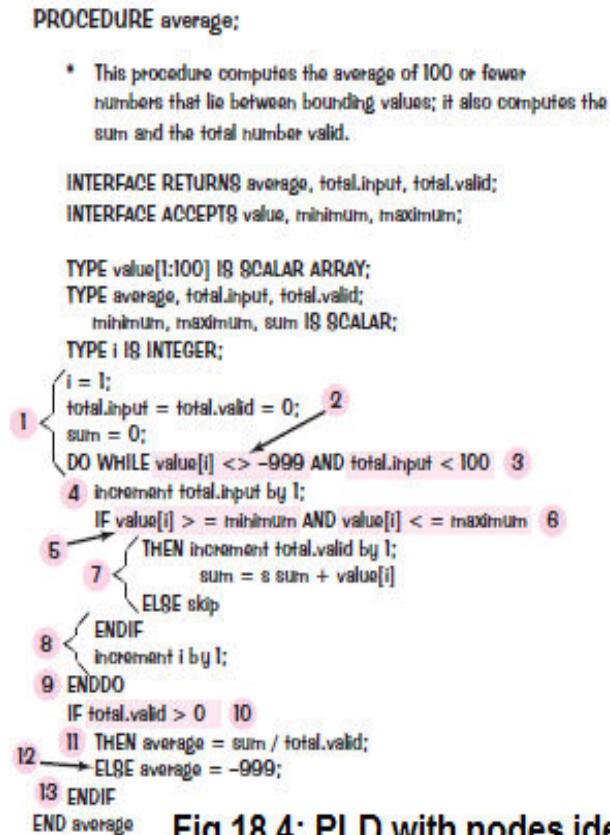 PROCEDURE average;
* This procedure computes the average of 100 or fewer
numbers that lie between bounding values; it also computes the
sum and the total number valid.
INTERFACE RETURNS average, total.input, total.valid;
INTERFACE ACCEPTS value, minimum, maximum;
TYPE value[1:100] IS SCALAR ARRAY;
TYPE average, total.input, total.valid;
minimum, maximum, sum IS SCALAR;
TYPE i IS INTEGER;
i = 1;
1 total.input = total.valid = 0; 2
sum = 0;
DO WHILE value[i] <> -999 AND total.input < 100 3
4 increment total.input by 1;
IF value[i] > = minimum AND value[i] < = maximum 6
5 THEN increment total.valid by 1;
7 sum = s sum + value[i]
ELSE skip
8 ENDIF
increment i by 1;
9 ENDDO
IF total.valid > 0 10
11 THEN average = sum / total.valid;
12 ELSE average = -999;
13 ENDIF
END average
Fig 18.4: PLD with nodes ide